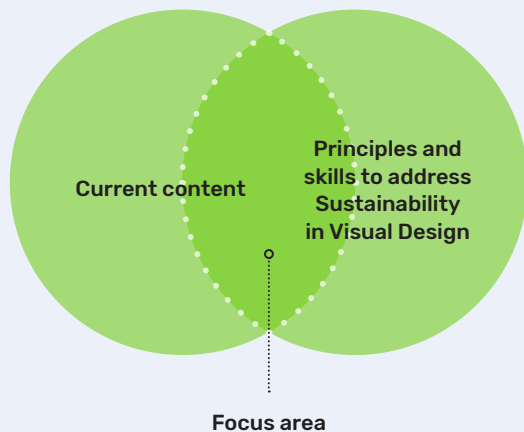 Current content
Principles and
skills to address
Sustainability
in Visual Design
Focus area